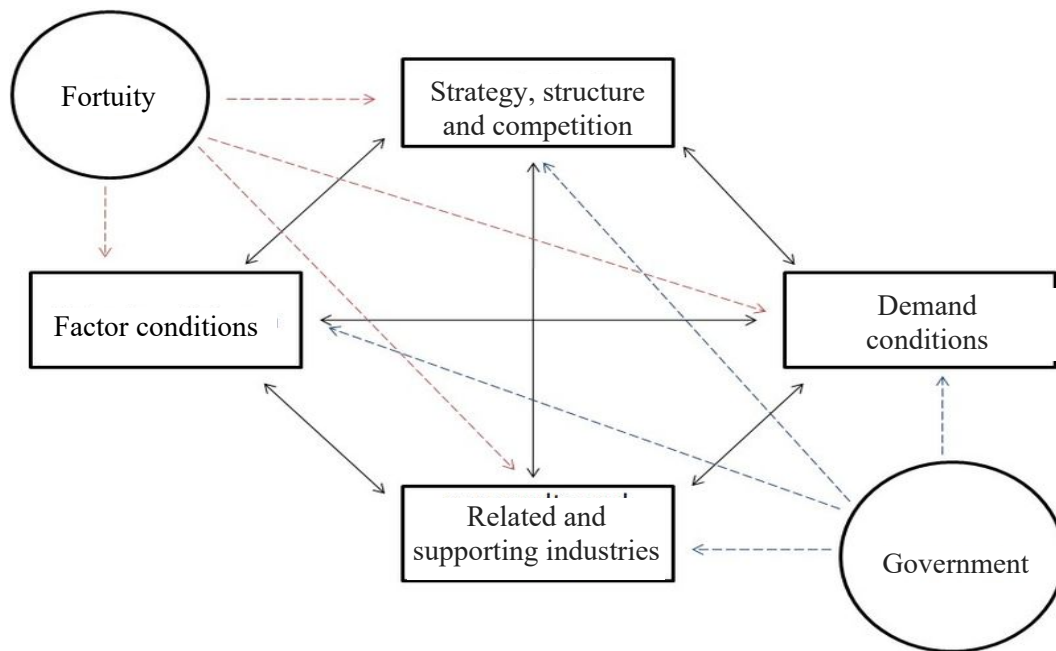 Fortuity
Strategy, structure
and competition
Factor conditions
Demand
conditions
Related and
supporting industries
Government